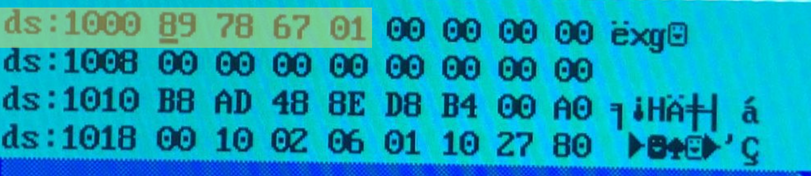 ds:1000 89 78 67 01 00 00 00 00 ëxg☺
ds:1008 00 00 00 00 00 00 00 00
ds:1010 B8 AD 48 8E D8 B4 00 A0 ╕¡HÄ╪┤ á
ds:1018 00 10 02 06 01 10 27 80 ►☻♠☺►'Ç